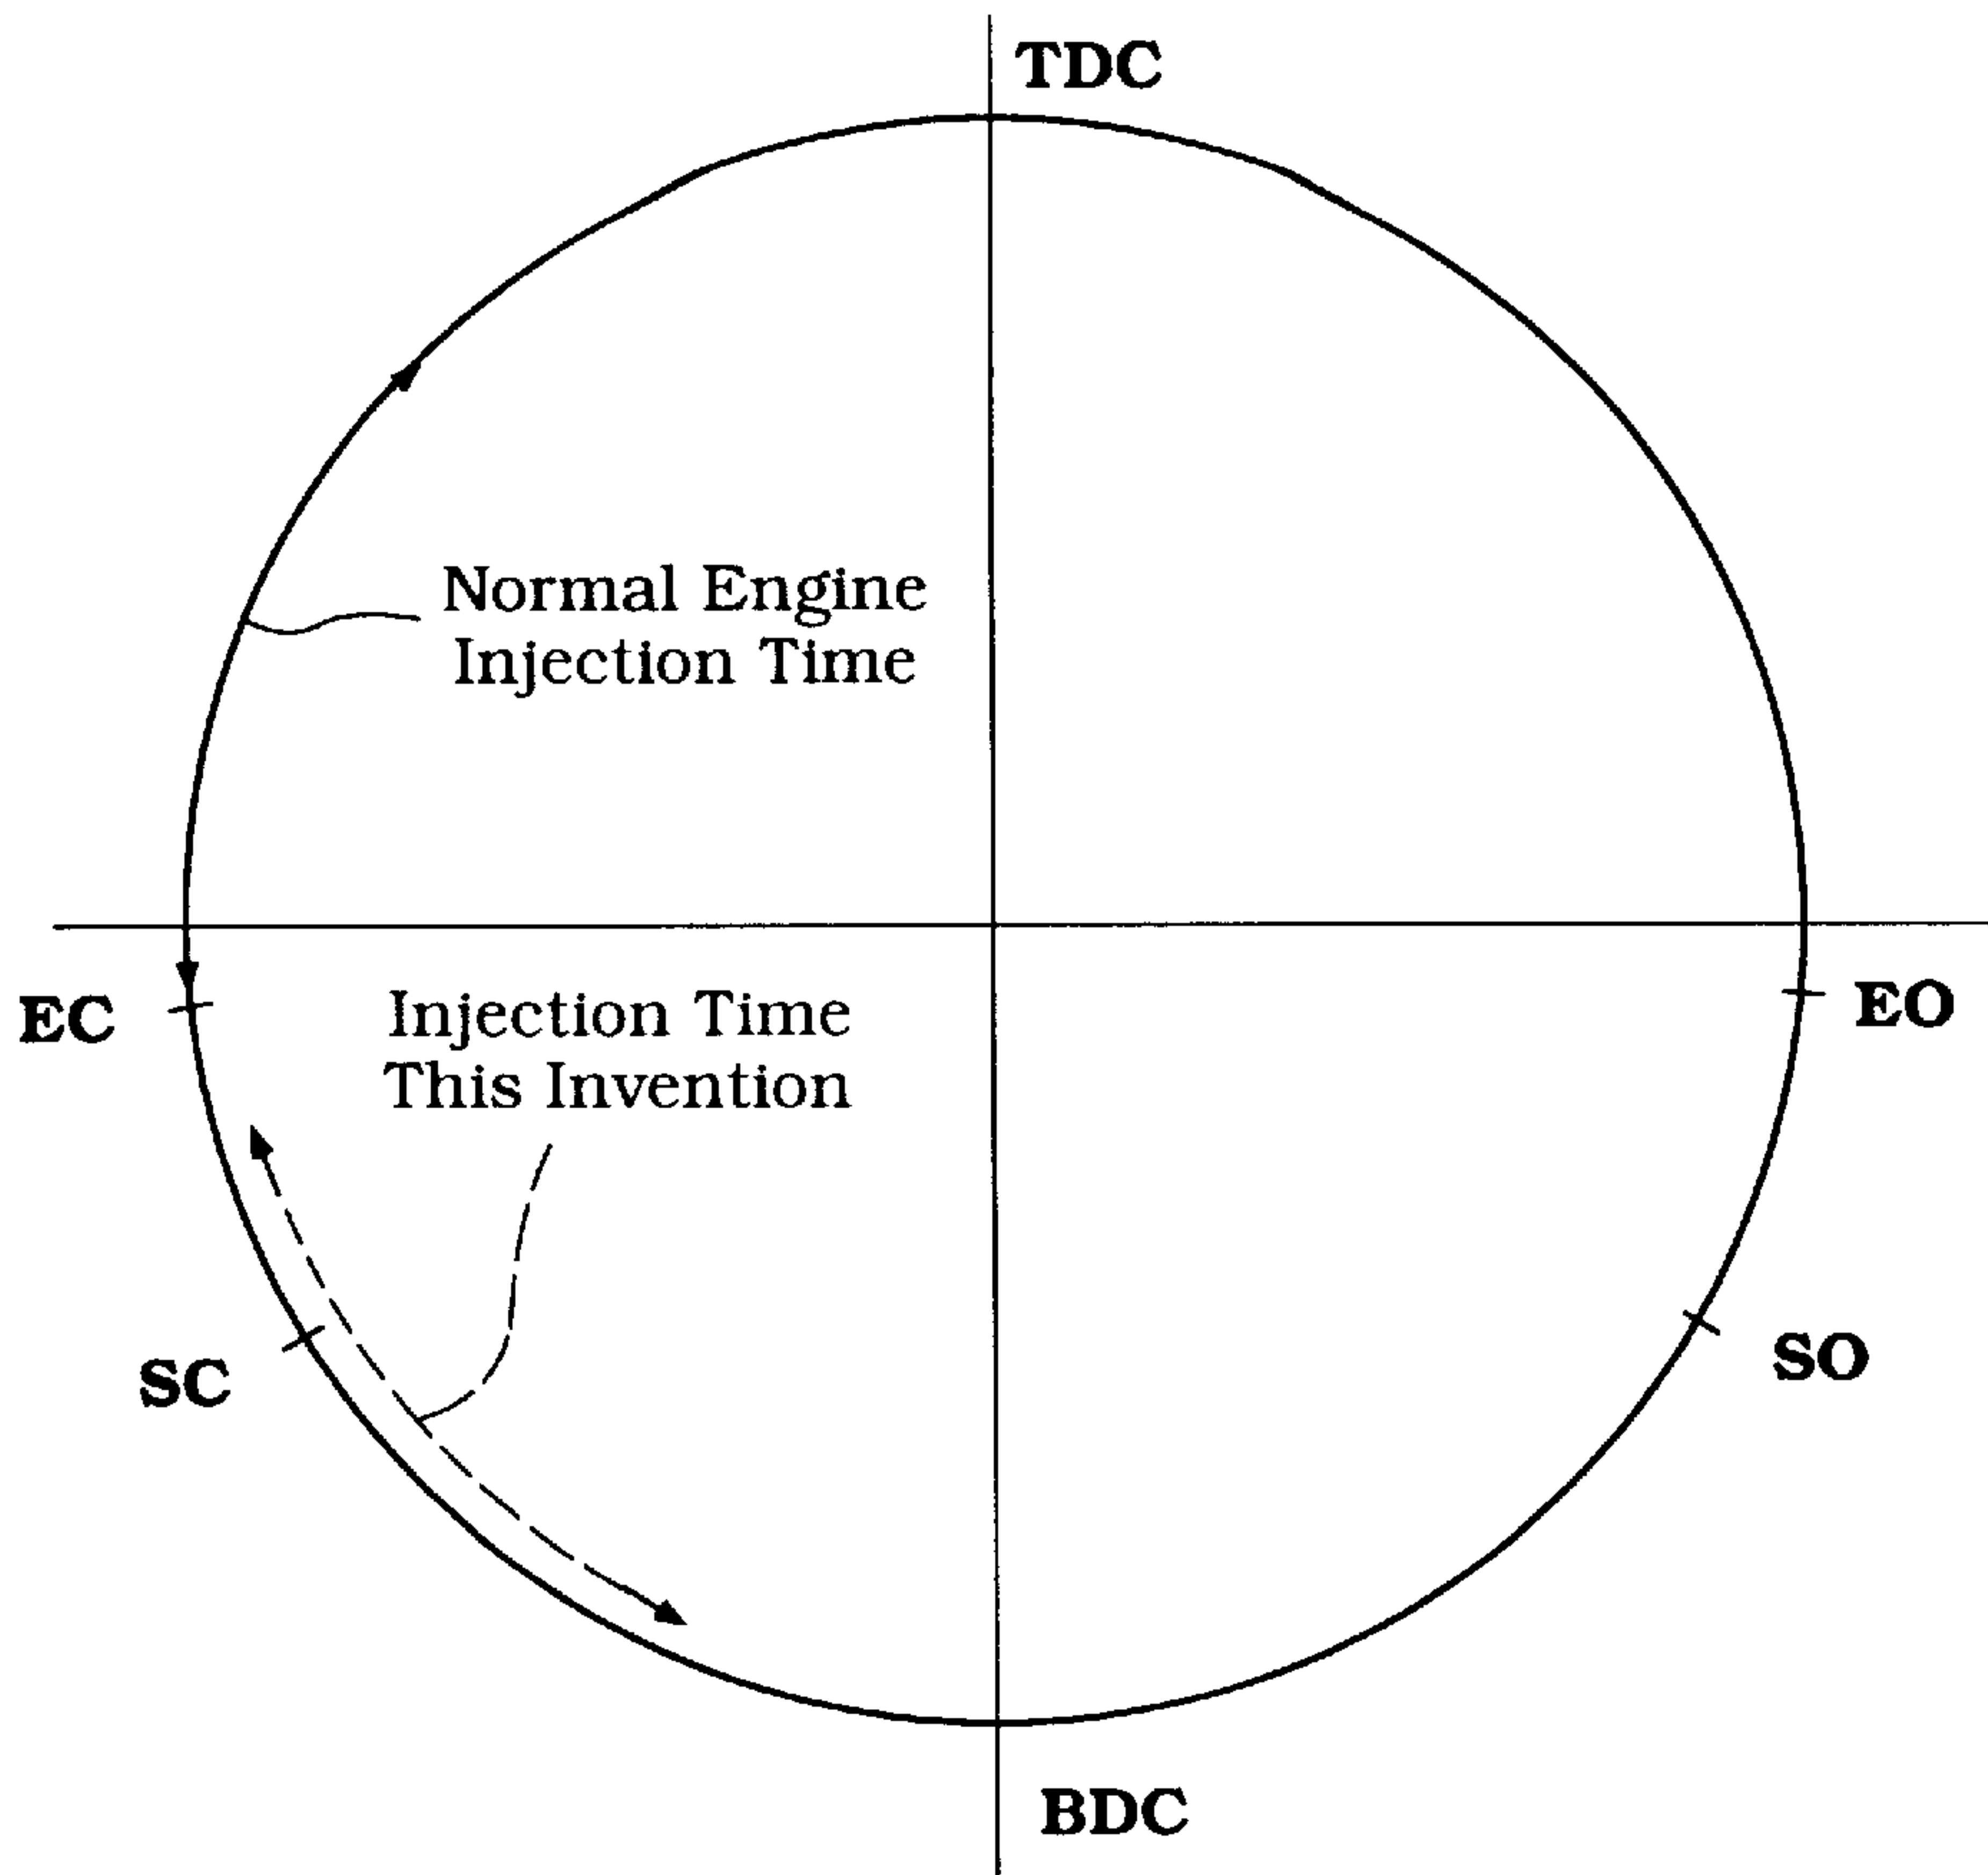 TDC
Normal Engine
Injection Time
EC
Injection Time
This Invention
EO
SC
SO
BDC